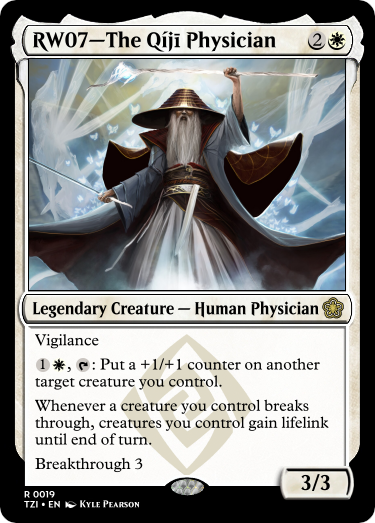 RW07—The Qíjī Physician 2
Legendary Creature — Human Physician
Vigilance
1, : Put a +1/+1 counter on another
target creature you control.
Whenever a creature you control breaks
through, creatures you control gain lifelink
until end of turn.
Breakthrough 3
3/3
R 0019
TZI • EN Kyle Pearson